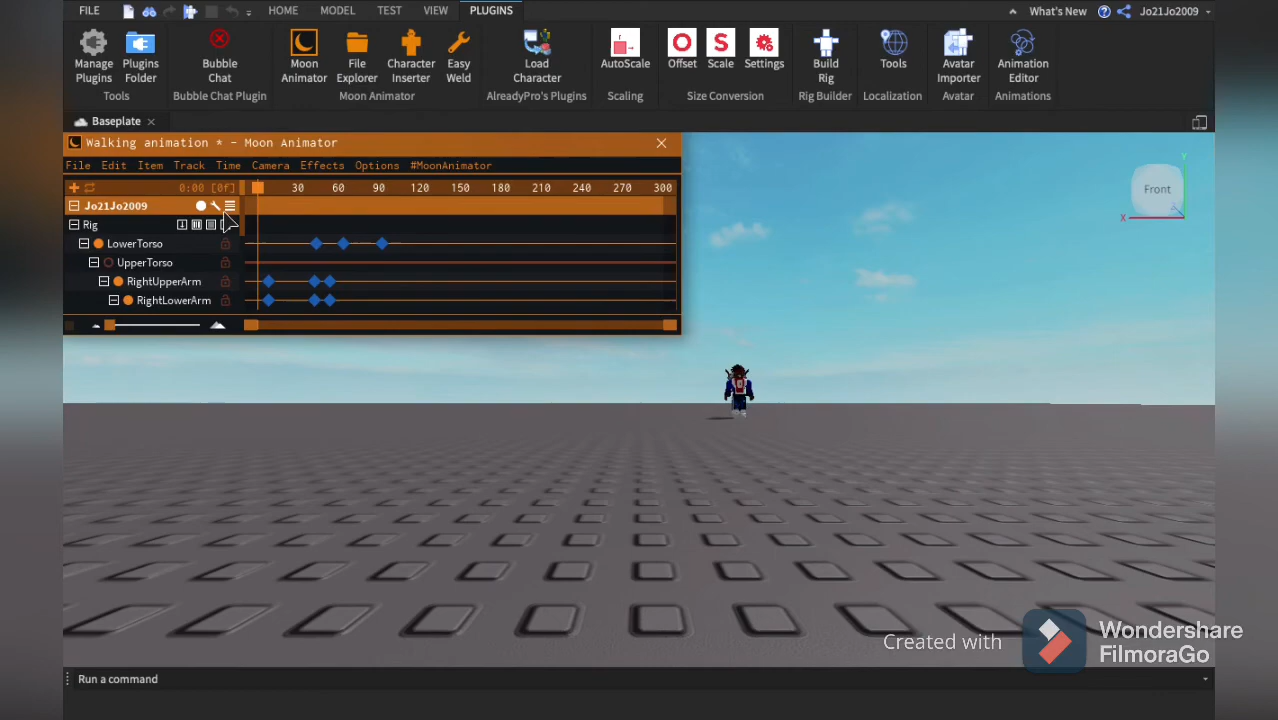 FILE HOME MODEL TEST VIEW PLUGINS What's New Jo21Jo2009
Manage Plugins Plugins Folder Bubble Chat Moon Animator File Explorer Character Inserter Easy Weld Load Character AutoScale Offset Scale Settings Build Rig Tools Avatar Importer Animation Editor
Tools Bubble Chat Plugin Moon Animator AlreadyPro's Plugins Scaling Size Conversion Rig Builder Localization Avatar Animations
Baseplate
Walking animation * - Moon Animator
File Edit Item Track Time Camera Effects Options #MoonAnimator
0:00 [0f] 30 60 90 120 150 180 210 240 270 300
Jo21Jo2009
Rig
LowerTorso
UpperTorso
RightUpperArm
RightLowerArm
Front
Y
X
Created with Wondershare FilmoraGo
Run a command